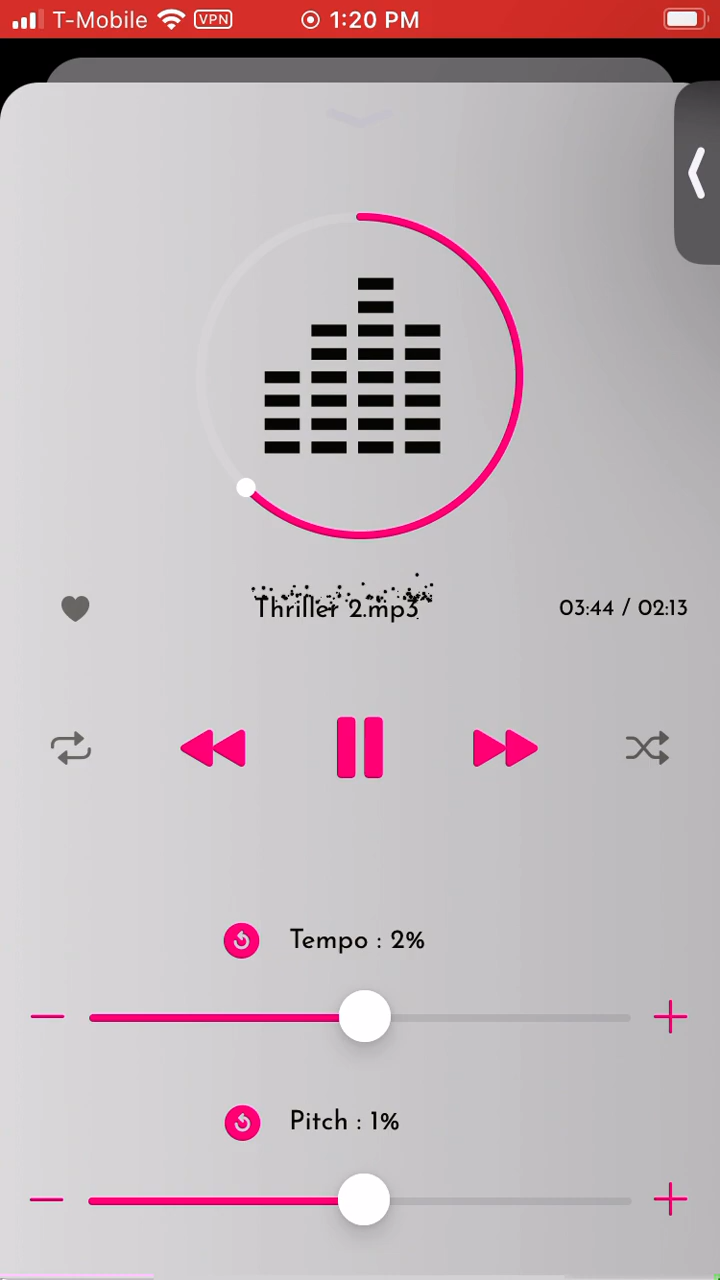 T-Mobile VPN 1:20 PM
Thriller 2.mp3
03:44 / 02:13
Tempo : 2%
Pitch : 1%